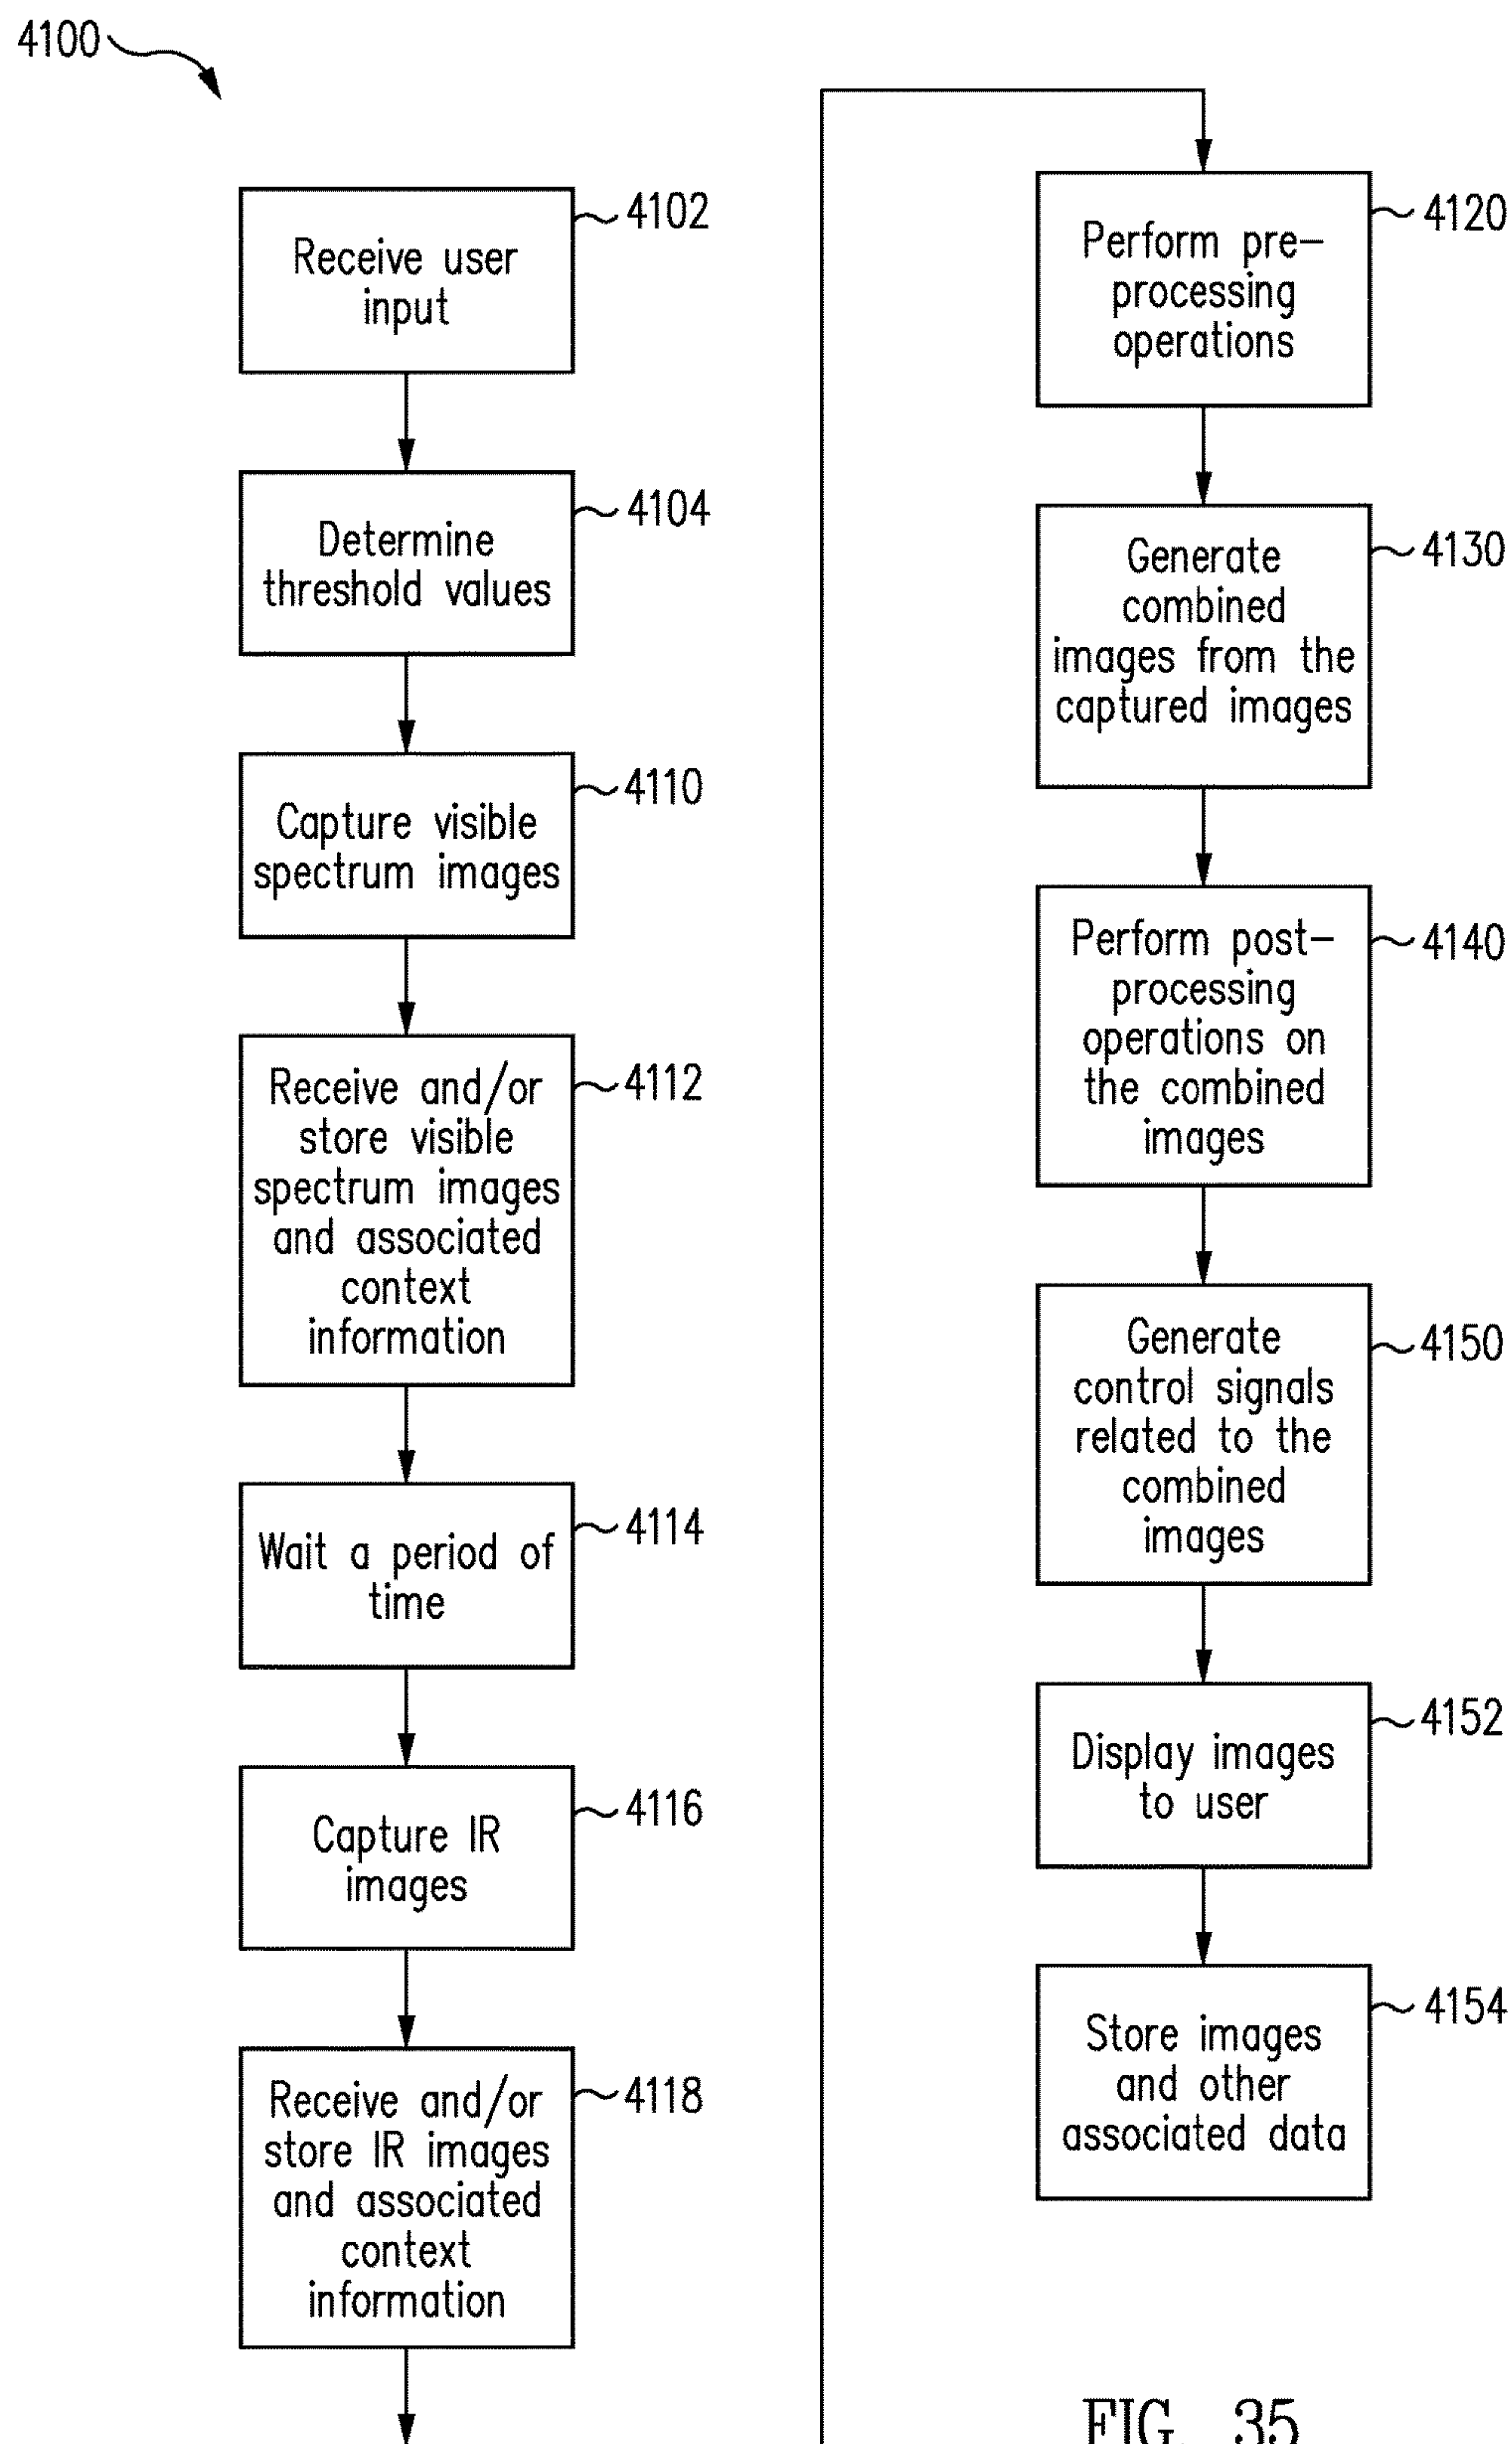 4100
4102
Receive user
input
4104
Determine
threshold values
4110
Capture visible
spectrum images
4112
Receive and/or
store visible
spectrum images
and associated
context
information
4114
Wait a period of
time
4116
Capture IR
images
4118
Receive and/or
store IR images
and associated
context
information
4120
Perform pre-
processing
operations
4130
Generate
combined
images from the
captured images
4140
Perform post-
processing
operations on
the combined
images
4150
Generate
control signals
related to the
combined
images
4152
Display images
to user
4154
Store images
and other
associated data
FIG. 35